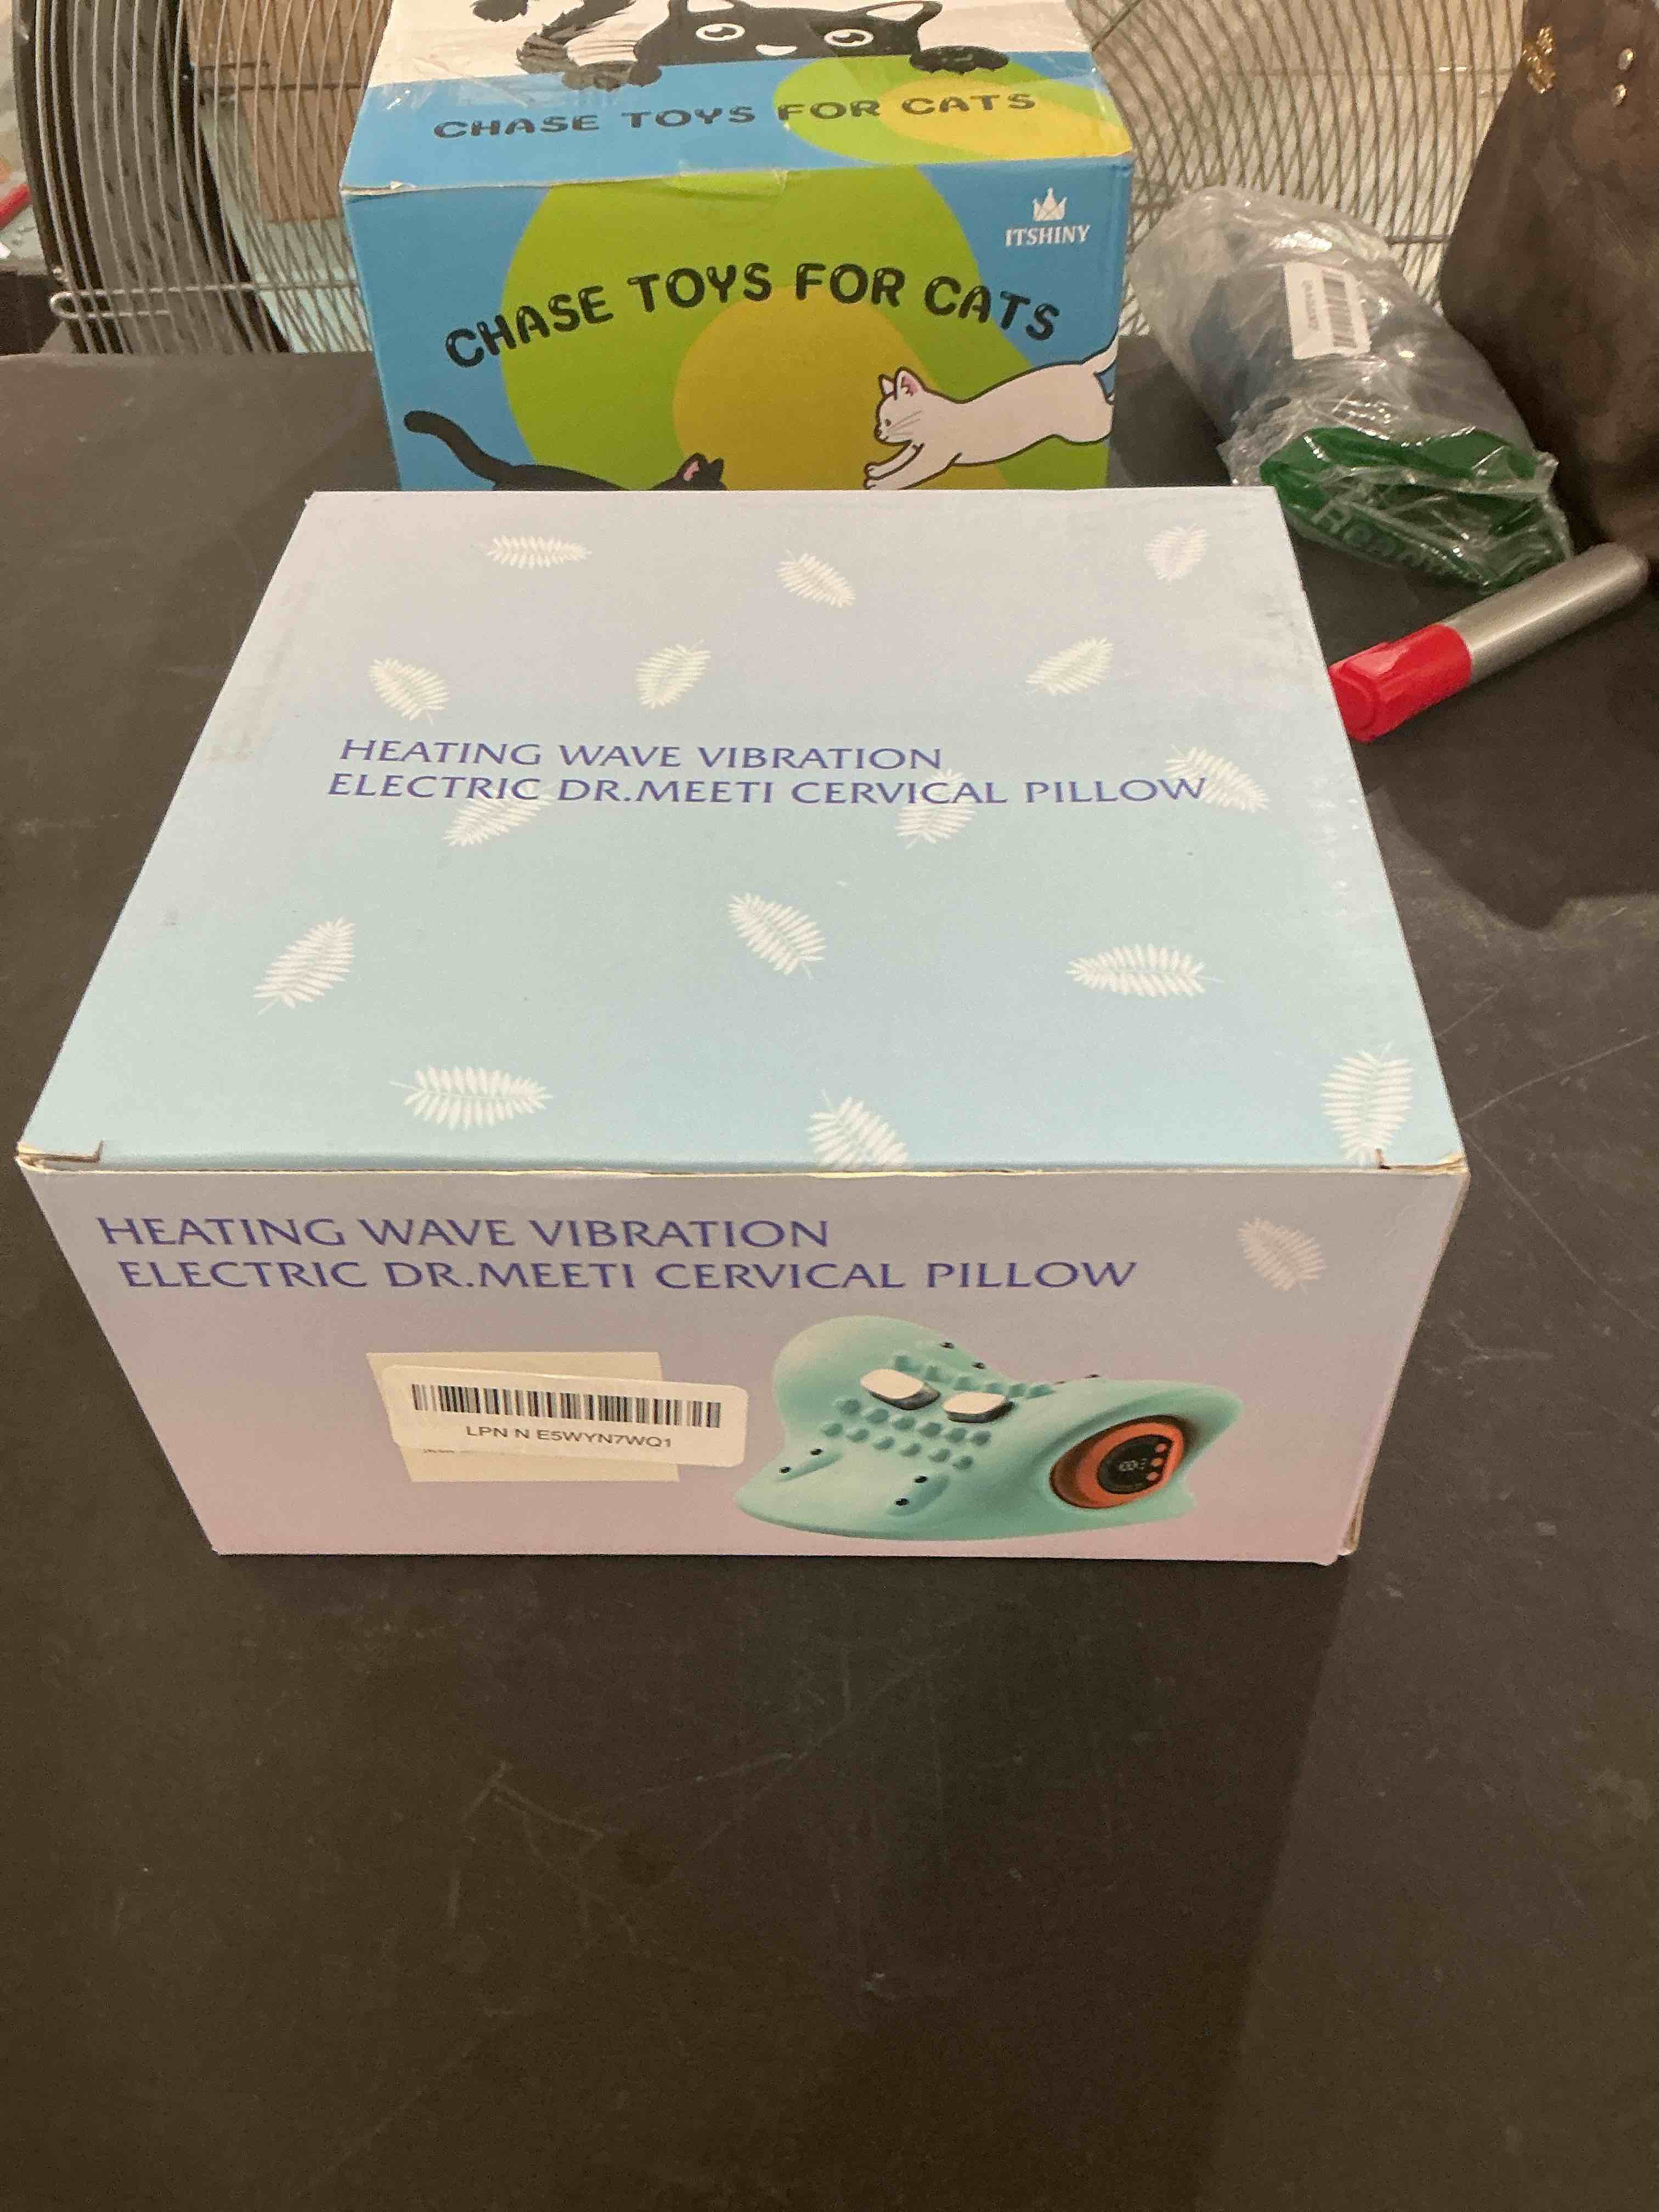 CHASE TOYS FOR CATS
ITSHINY
CHASE TOYS FOR CATS
HEATING WAVE VIBRATION
ELECTRIC DR.MEETI CERVICAL PILLOW
HEATING WAVE VIBRATION
ELECTRIC DR.MEETI CERVICAL PILLOW
LPN N E5WYN7WQ1